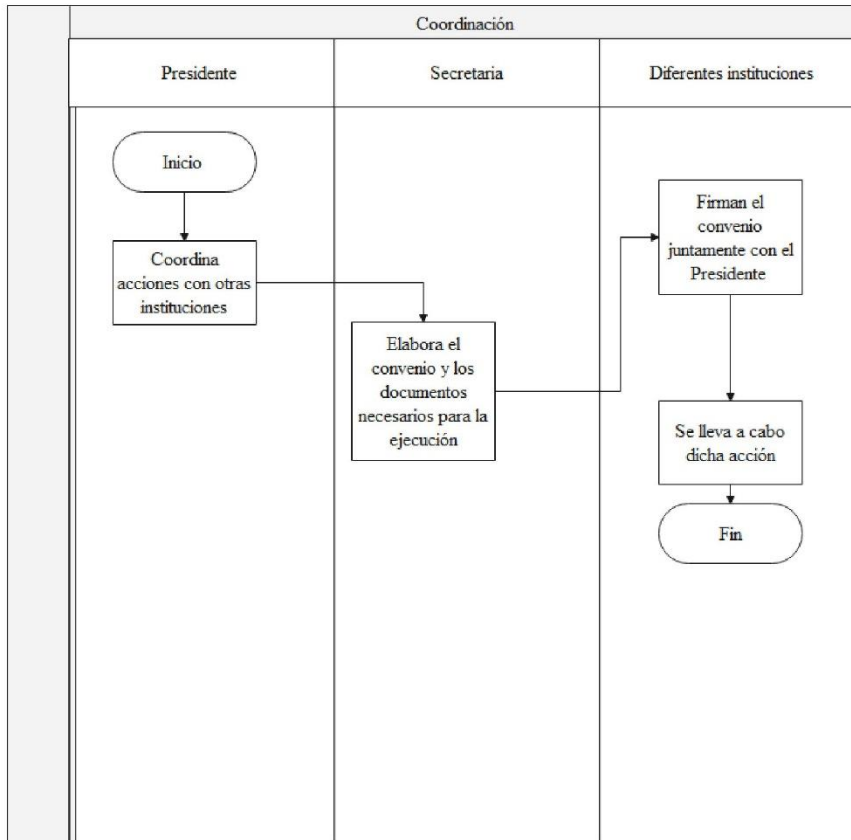 Coordinación
Presidente
Secretaria
Diferentes instituciones
Inicio
Coordina
acciones con otras
instituciones
Elabora el
convenio y los
documentos
necesarios para la
ejecución
Firman el
convenio
juntamente con el
Presidente
Se lleva a cabo
dicha acción
Fin